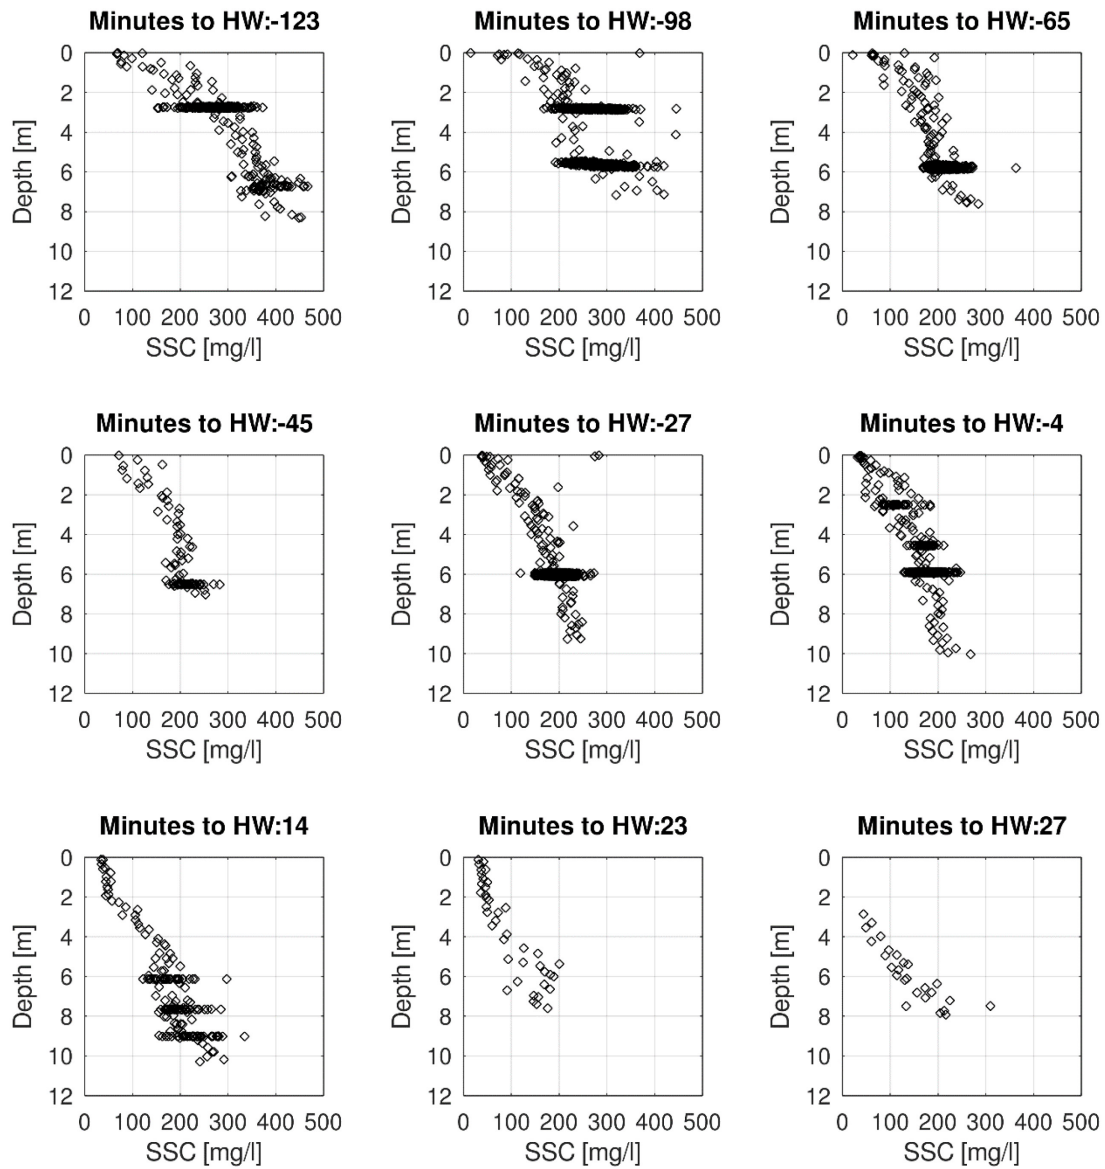 Minutes to HW:-123
0
2
4
6
8
10
12
Depth [m]
0 100 200 300 400 500
SSC [mg/l]
Minutes to HW:-98
0
2
4
6
8
10
12
Depth [m]
0 100 200 300 400 500
SSC [mg/l]
Minutes to HW:-65
0
2
4
6
8
10
12
Depth [m]
0 100 200 300 400 500
SSC [mg/l]
Minutes to HW:-45
0
2
4
6
8
10
12
Depth [m]
0 100 200 300 400 500
SSC [mg/l]
Minutes to HW:-27
0
2
4
6
8
10
12
Depth [m]
0 100 200 300 400 500
SSC [mg/l]
Minutes to HW:-4
0
2
4
6
8
10
12
Depth [m]
0 100 200 300 400 500
SSC [mg/l]
Minutes to HW:14
0
2
4
6
8
10
12
Depth [m]
0 100 200 300 400 500
SSC [mg/l]
Minutes to HW:23
0
2
4
6
8
10
12
Depth [m]
0 100 200 300 400 500
SSC [mg/l]
Minutes to HW:27
0
2
4
6
8
10
12
Depth [m]
0 100 200 300 400 500
SSC [mg/l]